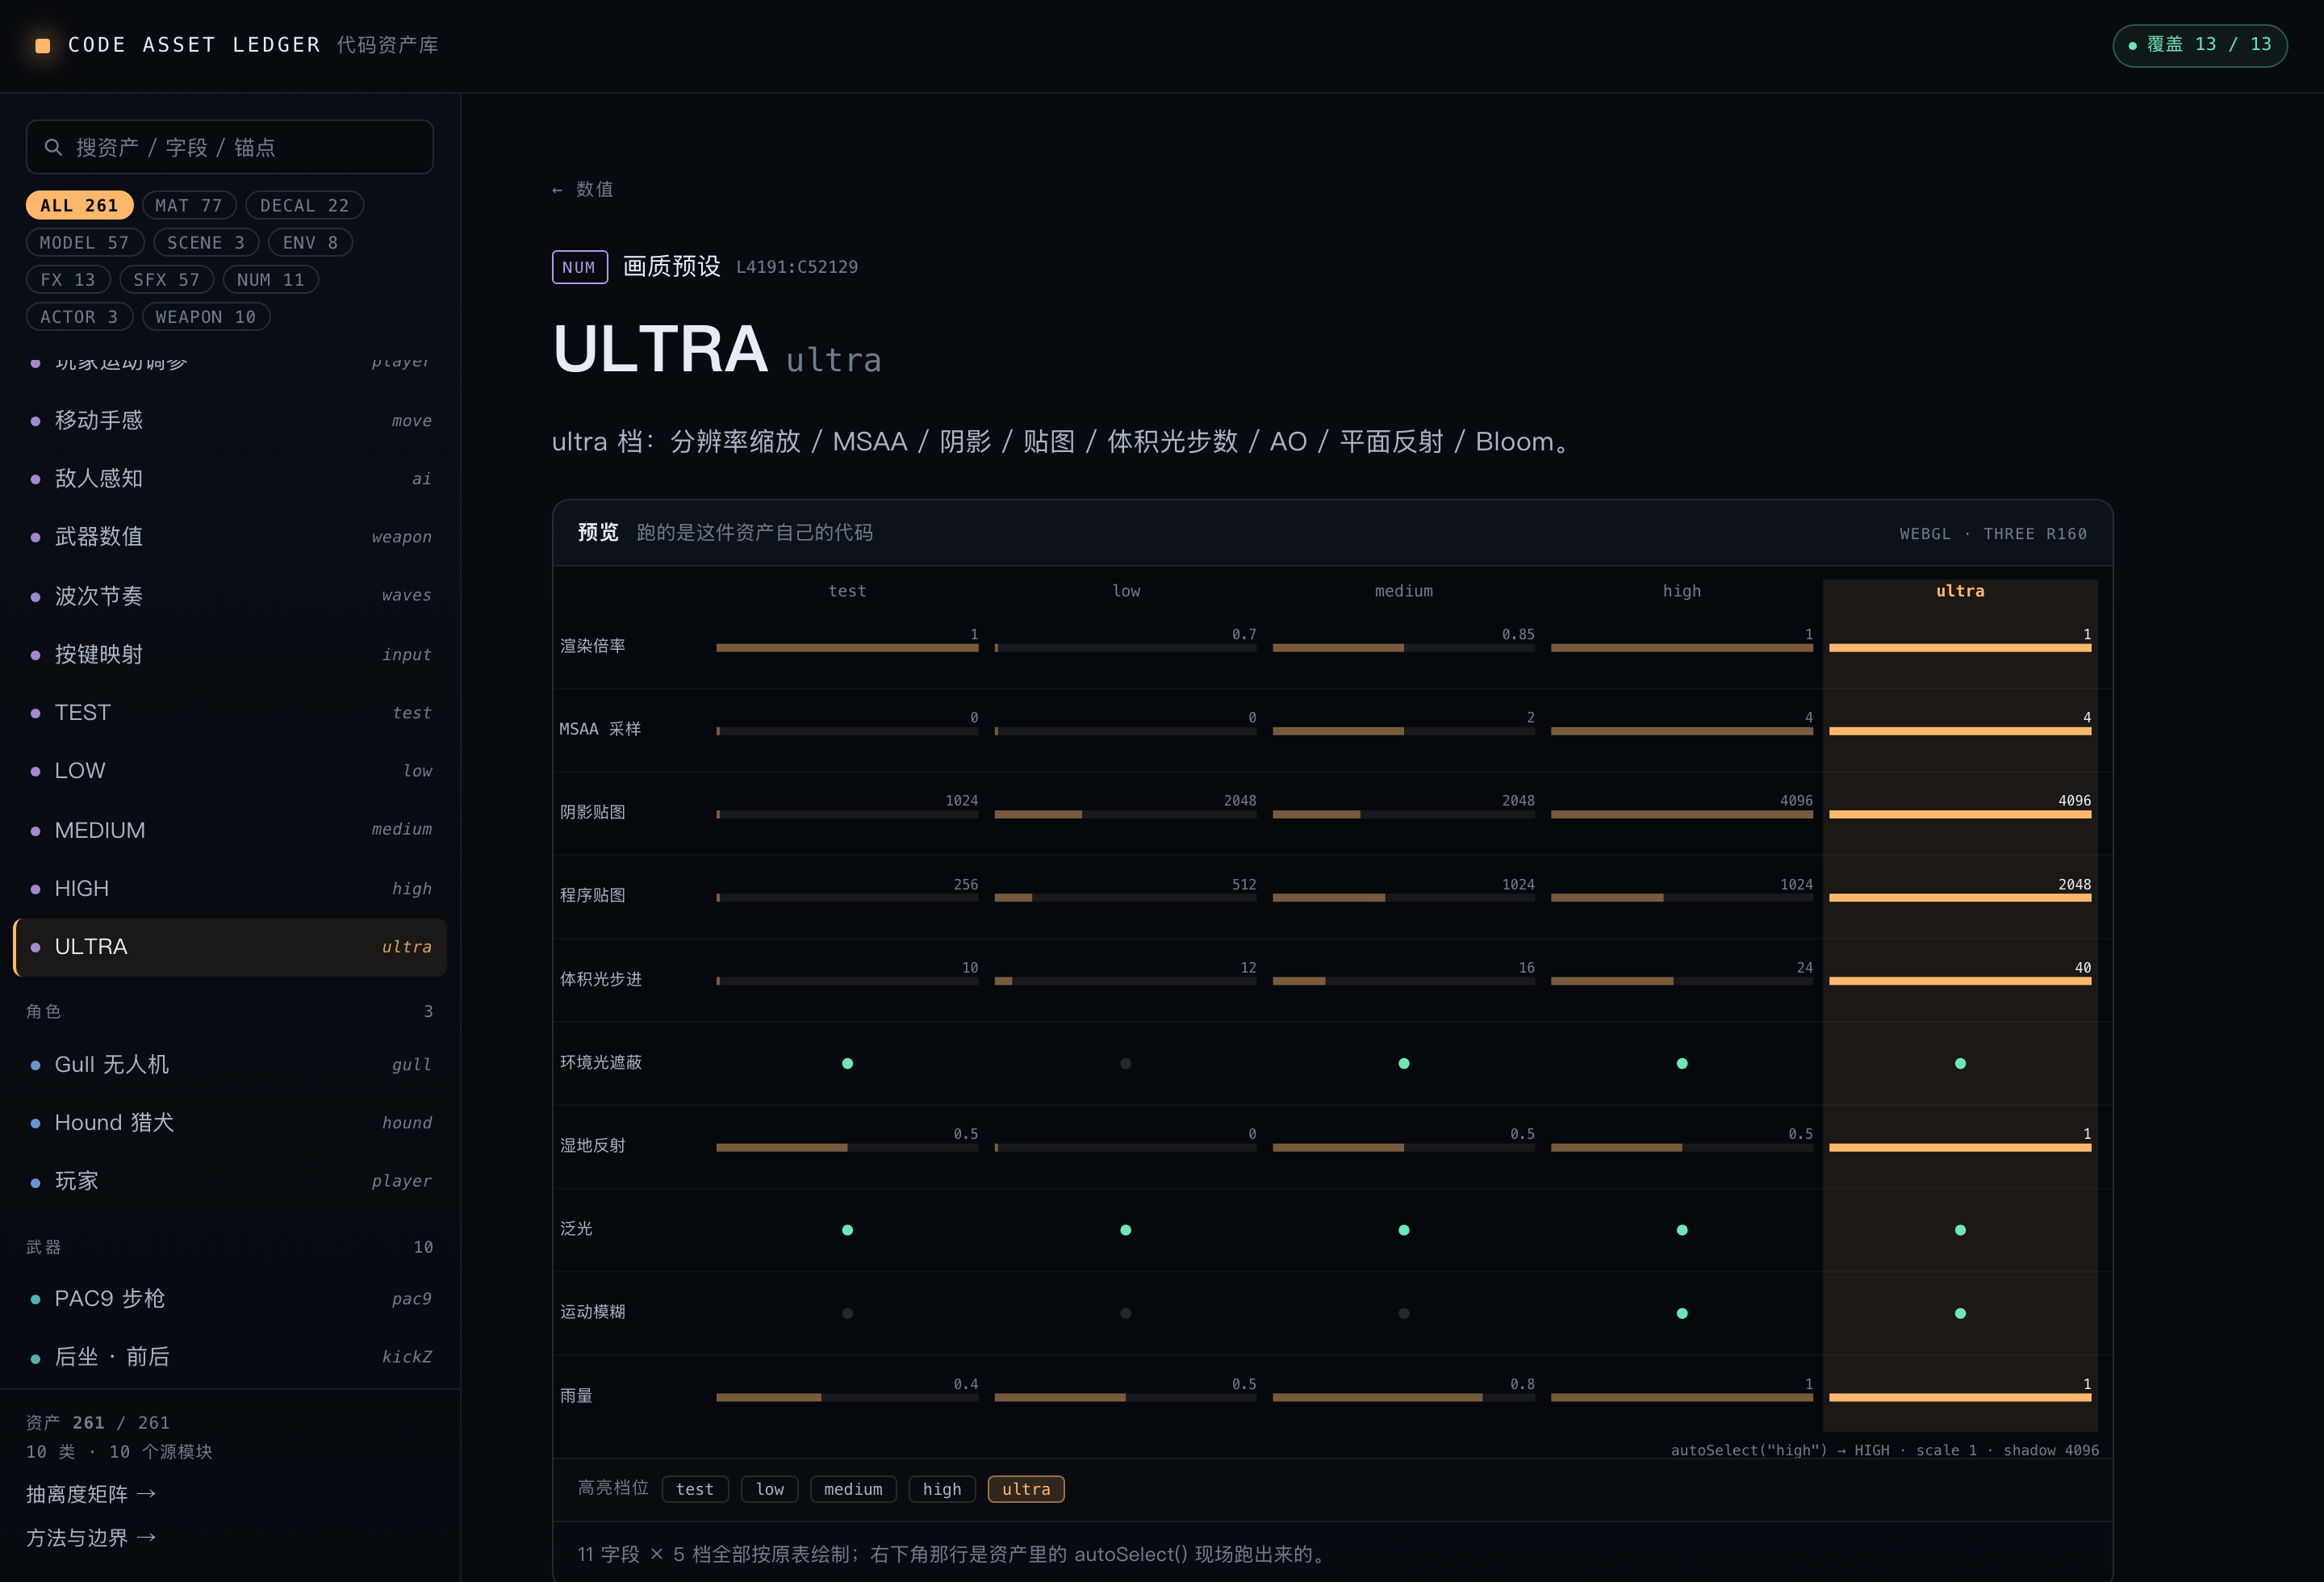 CODE ASSET LEDGER 代码资产库
覆盖 13 / 13
搜资产 / 字段 / 锚点
ALL 261 MAT 77 DECAL 22
MODEL 57 SCENE 3 ENV 8
FX 13 SFX 57 NUM 11
ACTOR 3 WEAPON 10
玩家运动调参 player
移动手感 move
敌人感知 ai
武器数值 weapon
波次节奏 waves
按键映射 input
TEST test
LOW low
MEDIUM medium
HIGH high
ULTRA ultra
角色 3
Gull 无人机 gull
Hound 猎犬 hound
玩家 player
武器 10
PAC9 步枪 pac9
后坐 · 前后 kickZ
资产 261 / 261
10 类 · 10 个源模块
抽离度矩阵 →
方法与边界 →
← 数值
NUM 画质预设 L4191:C52129
ULTRA ultra
ultra 档：分辨率缩放 / MSAA / 阴影 / 贴图 / 体积光步数 / AO / 平面反射 / Bloom。
预览 跑的是这件资产自己的代码 WEBGL · THREE R160
test low medium high ultra
渲染倍率 1 0.7 0.85 1 1
MSAA 采样 0 0 2 4 4
阴影贴图 1024 2048 2048 4096 4096
程序贴图 256 512 1024 1024 2048
体积光步进 10 12 16 24 40
环境光遮蔽
湿地反射 0.5 0 0.5 0.5 1
泛光
运动模糊
雨量 0.4 0.5 0.8 1 1
autoSelect("high") → HIGH · scale 1 · shadow 4096
高亮档位 test low medium high ultra
11 字段 × 5 档全部按原表绘制；右下角那行是资产里的 autoSelect() 现场跑出来的。